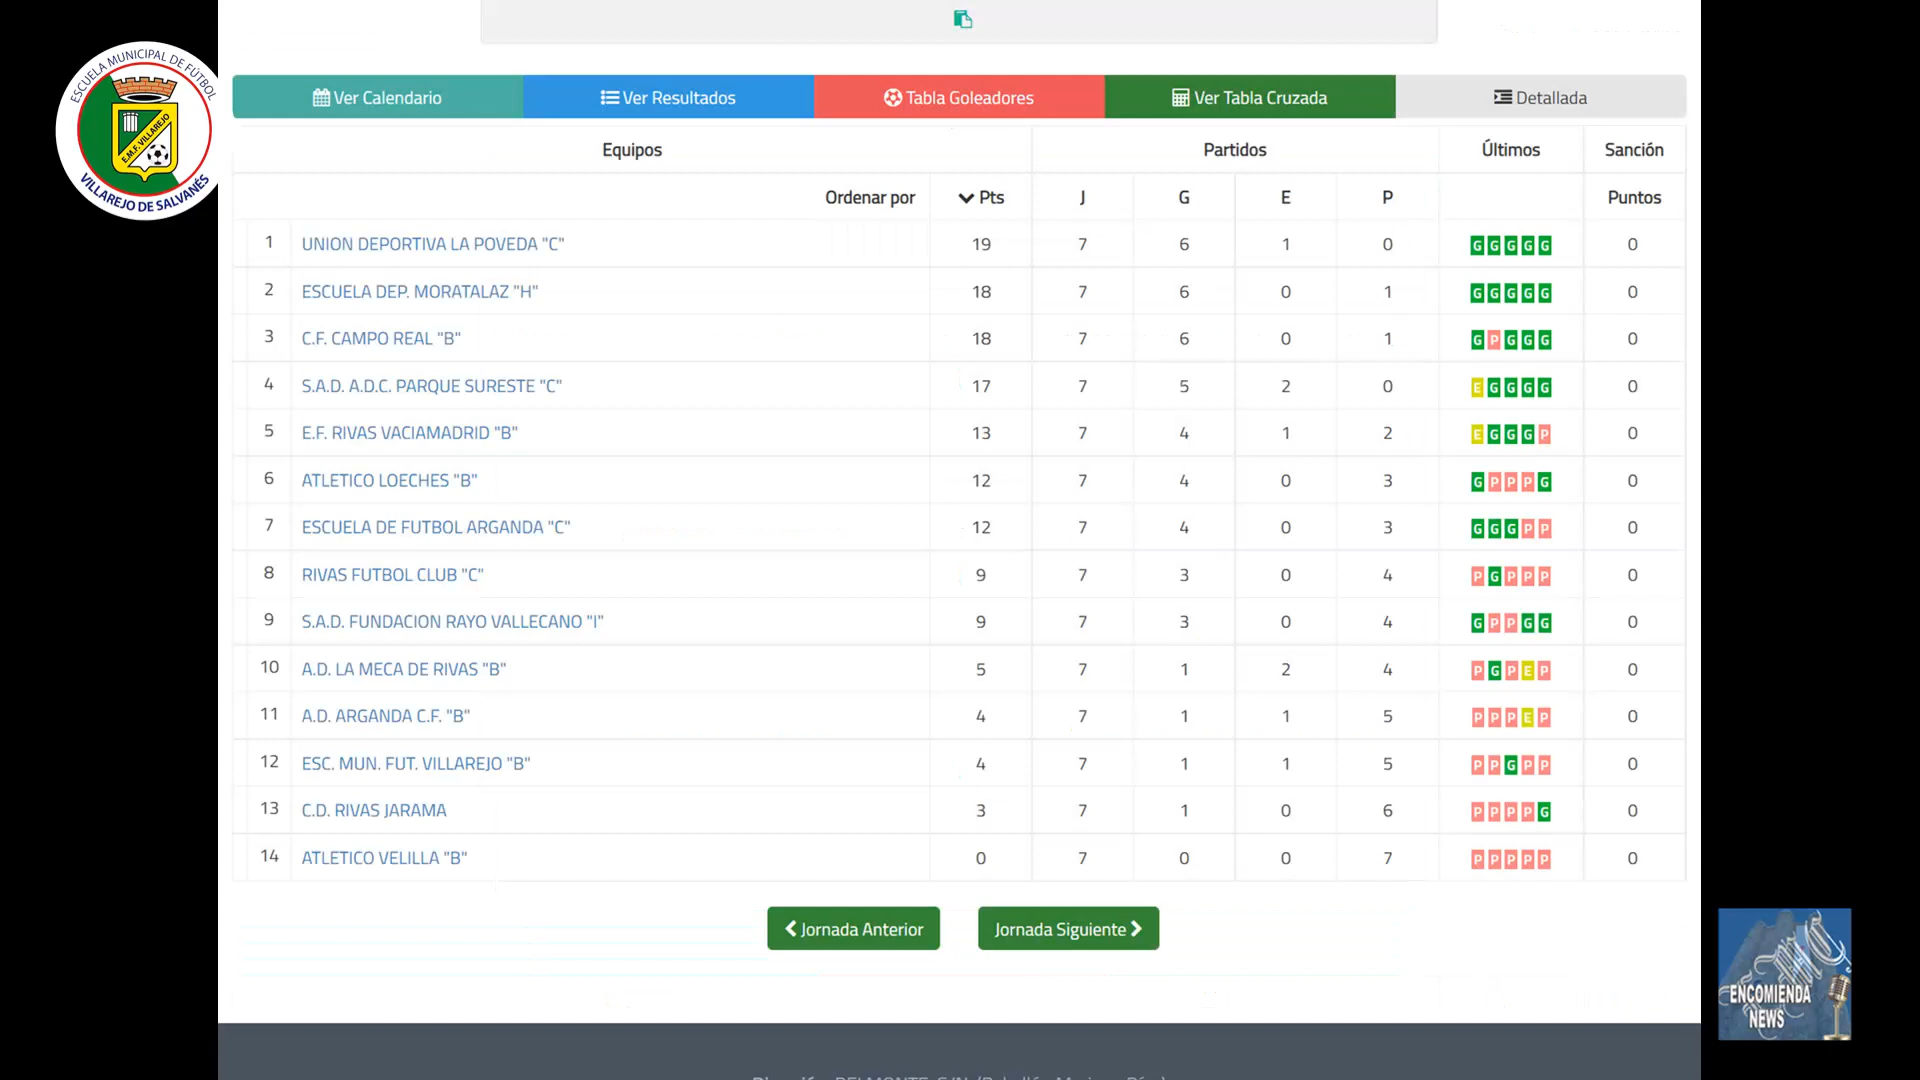 ESCUELA MUNICIPAL DE FÚTBOL
E.M.F. VILLAREJO
VILLAREJO DE SALVANÉS
Ver Calendario Ver Resultados Tabla Goleadores Ver Tabla Cruzada Detallada
Equipos Partidos Últimos Sanción
Ordenar por Pts J G E P Puntos
1 UNION DEPORTIVA LA POVEDA "C" 19 7 6 1 0 G G G G G 0
2 ESCUELA DEP. MORATALAZ "H" 18 7 6 0 1 G G G G G 0
3 C.F. CAMPO REAL "B" 18 7 6 0 1 G P G G G 0
4 S.A.D. A.D.C. PARQUE SURESTE "C" 17 7 5 2 0 E G G G G 0
5 E.F. RIVAS VACIAMADRID "B" 13 7 4 1 2 E G G G P 0
6 ATLETICO LOECHES "B" 12 7 4 0 3 G P P P G 0
7 ESCUELA DE FUTBOL ARGANDA "C" 12 7 4 0 3 G G G P P 0
8 RIVAS FUTBOL CLUB "C" 9 7 3 0 4 P G P P P 0
9 S.A.D. FUNDACION RAYO VALLECANO "I" 9 7 3 0 4 G P P G G 0
10 A.D. LA MECA DE RIVAS "B" 5 7 1 2 4 P G P E P 0
11 A.D. ARGANDA C.F. "B" 4 7 1 1 5 P P P E P 0
12 ESC. MUN. FUT. VILLAREJO "B" 4 7 1 1 5 P P G P P 0
13 C.D. RIVAS JARAMA 3 7 1 0 6 P P P P G 0
14 ATLETICO VELILLA "B" 0 7 0 0 7 P P P P P 0
Jornada Anterior Jornada Siguiente
ENCOMIENDA
NEWS